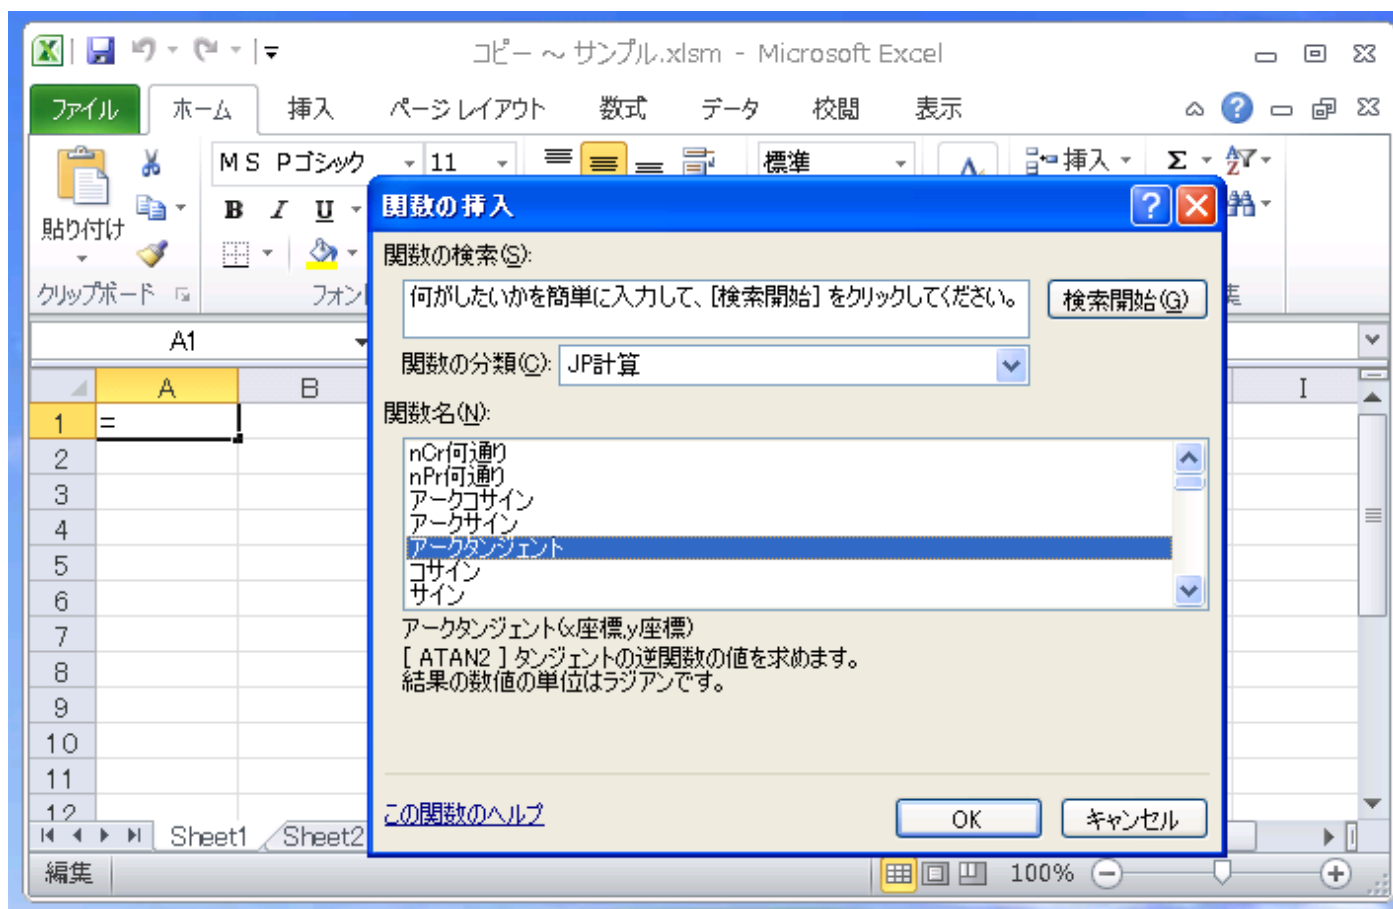 コピー ～ サンプル.xlsm - Microsoft Excel
ファイル ホーム 挿入 ページ レイアウト 数式 データ 校閲 表示
MS Pゴシック 11 標準 挿入 Σ
貼り付け B I U
クリップボード フォン
A1
A B I
1 =
2
3
4
5
6
7
8
9
10
11
12
関数の挿入
関数の検索(S):
何がしたいかを簡単に入力して、[検索開始] をクリックしてください。
検索開始(G)
関数の分類(C): JP計算
関数名(N):
nCr何通り
nPr何通り
アークコサイン
アークサイン
アークタンジェント
コサイン
サイン
アークタンジェント(x座標,y座標)
[ ATAN2 ] タンジェントの逆関数の値を求めます。
結果の数値の単位はラジアンです。
この関数のヘルプ
OK キャンセル
Sheet1 Sheet2
編集 100%